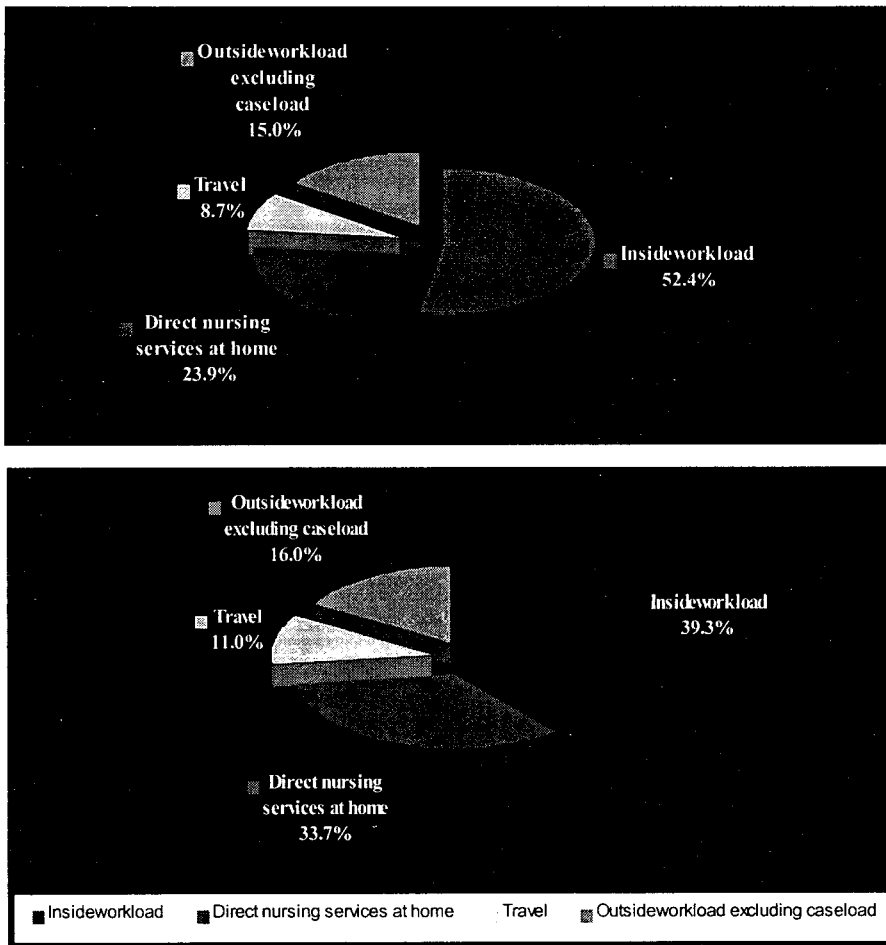 Outsideworkload
excluding
caseload
15.0%
Travel
8.7%
Insideworkload
52.4%
Direct nursing
services at home
23.9%
Outsideworkload
excluding caseload
16.0%
Insideworkload
39.3%
Travel
11.0%
Direct nursing
services at home
33.7%
Insideworkload Direct nursing services at home Travel Outsideworkload excluding caseload